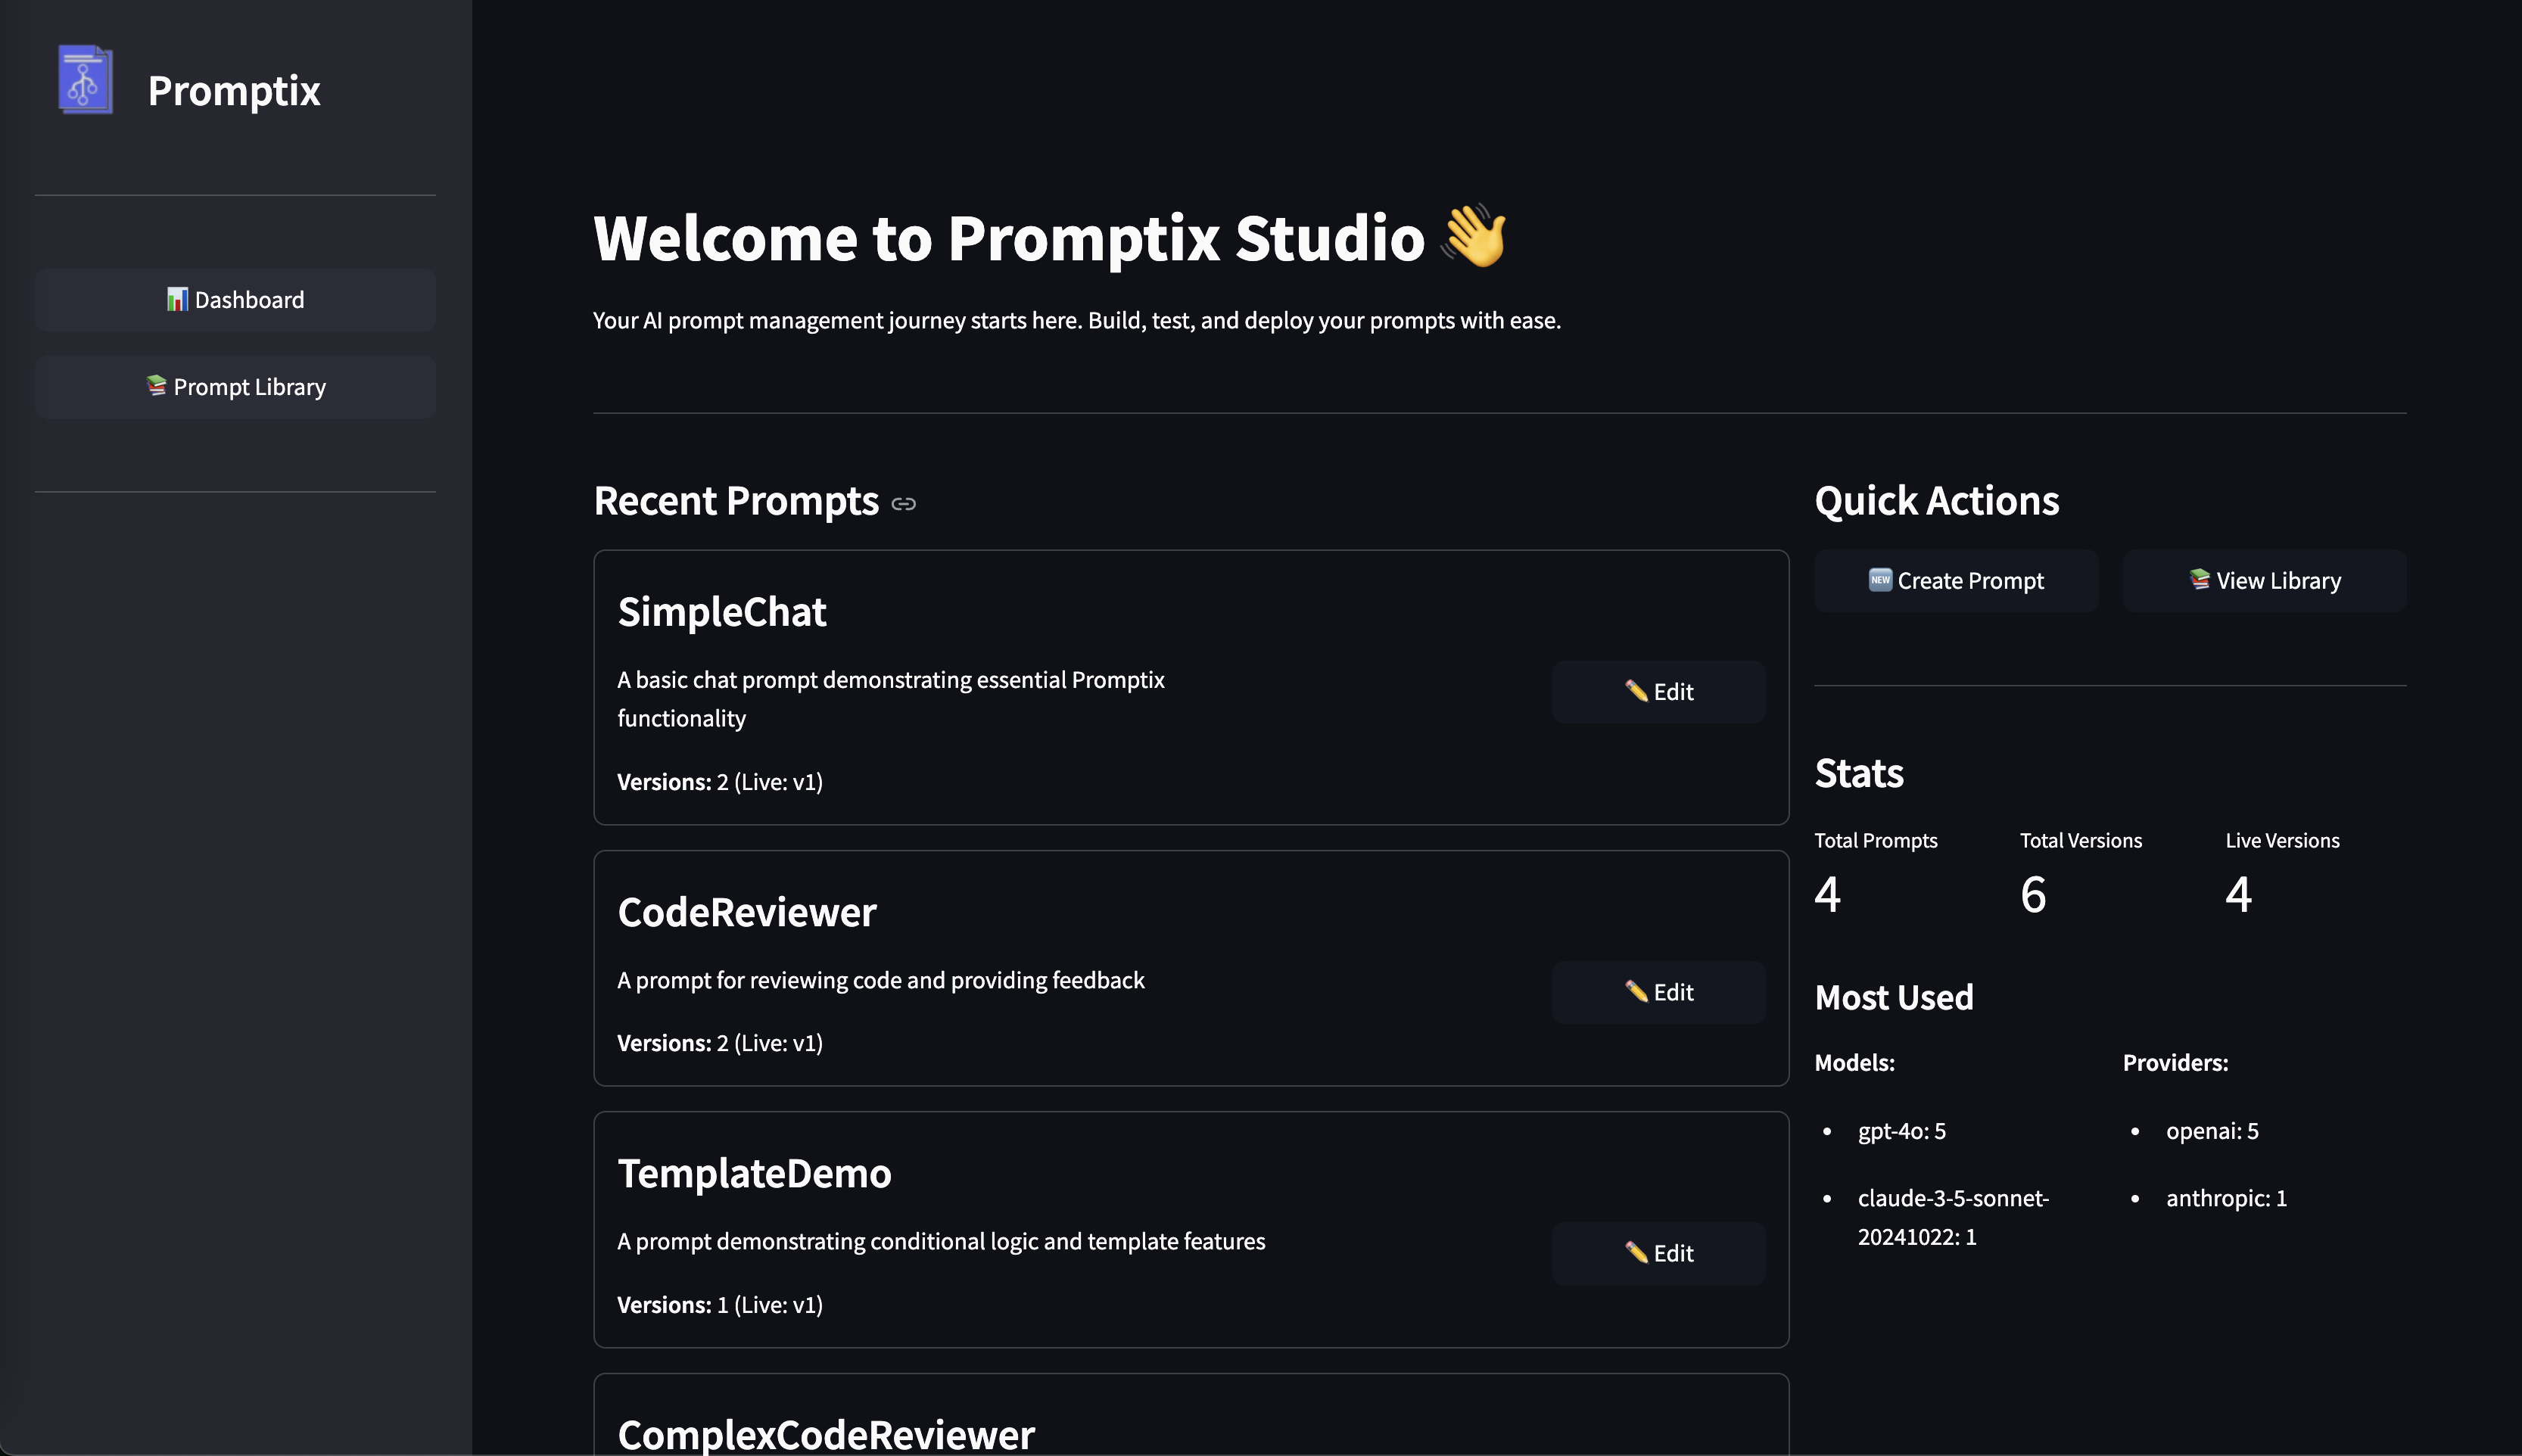 Promptix
📊 Dashboard
📚 Prompt Library
Welcome to Promptix Studio 👋
Your AI prompt management journey starts here. Build, test, and deploy your prompts with ease.
Recent Prompts
SimpleChat
A basic chat prompt demonstrating essential Promptix
functionality
Versions: 2 (Live: v1)
✏️ Edit
CodeReviewer
A prompt for reviewing code and providing feedback
Versions: 2 (Live: v1)
✏️ Edit
TemplateDemo
A prompt demonstrating conditional logic and template features
Versions: 1 (Live: v1)
✏️ Edit
ComplexCodeReviewer
Quick Actions
🆕 Create Prompt
📚 View Library
Stats
Total Prompts
4
Total Versions
6
Live Versions
4
Most Used
Models:
• gpt-4o: 5
• claude-3-5-sonnet-
20241022: 1
Providers:
• openai: 5
• anthropic: 1